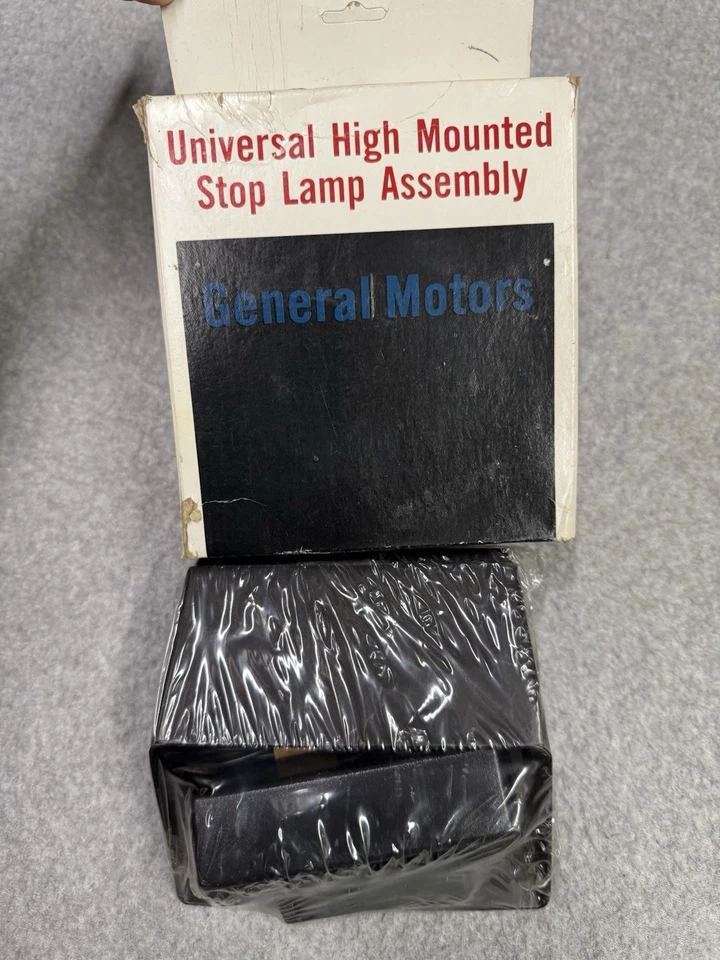 Universal High Mounted
Stop Lamp Assembly
General Motors